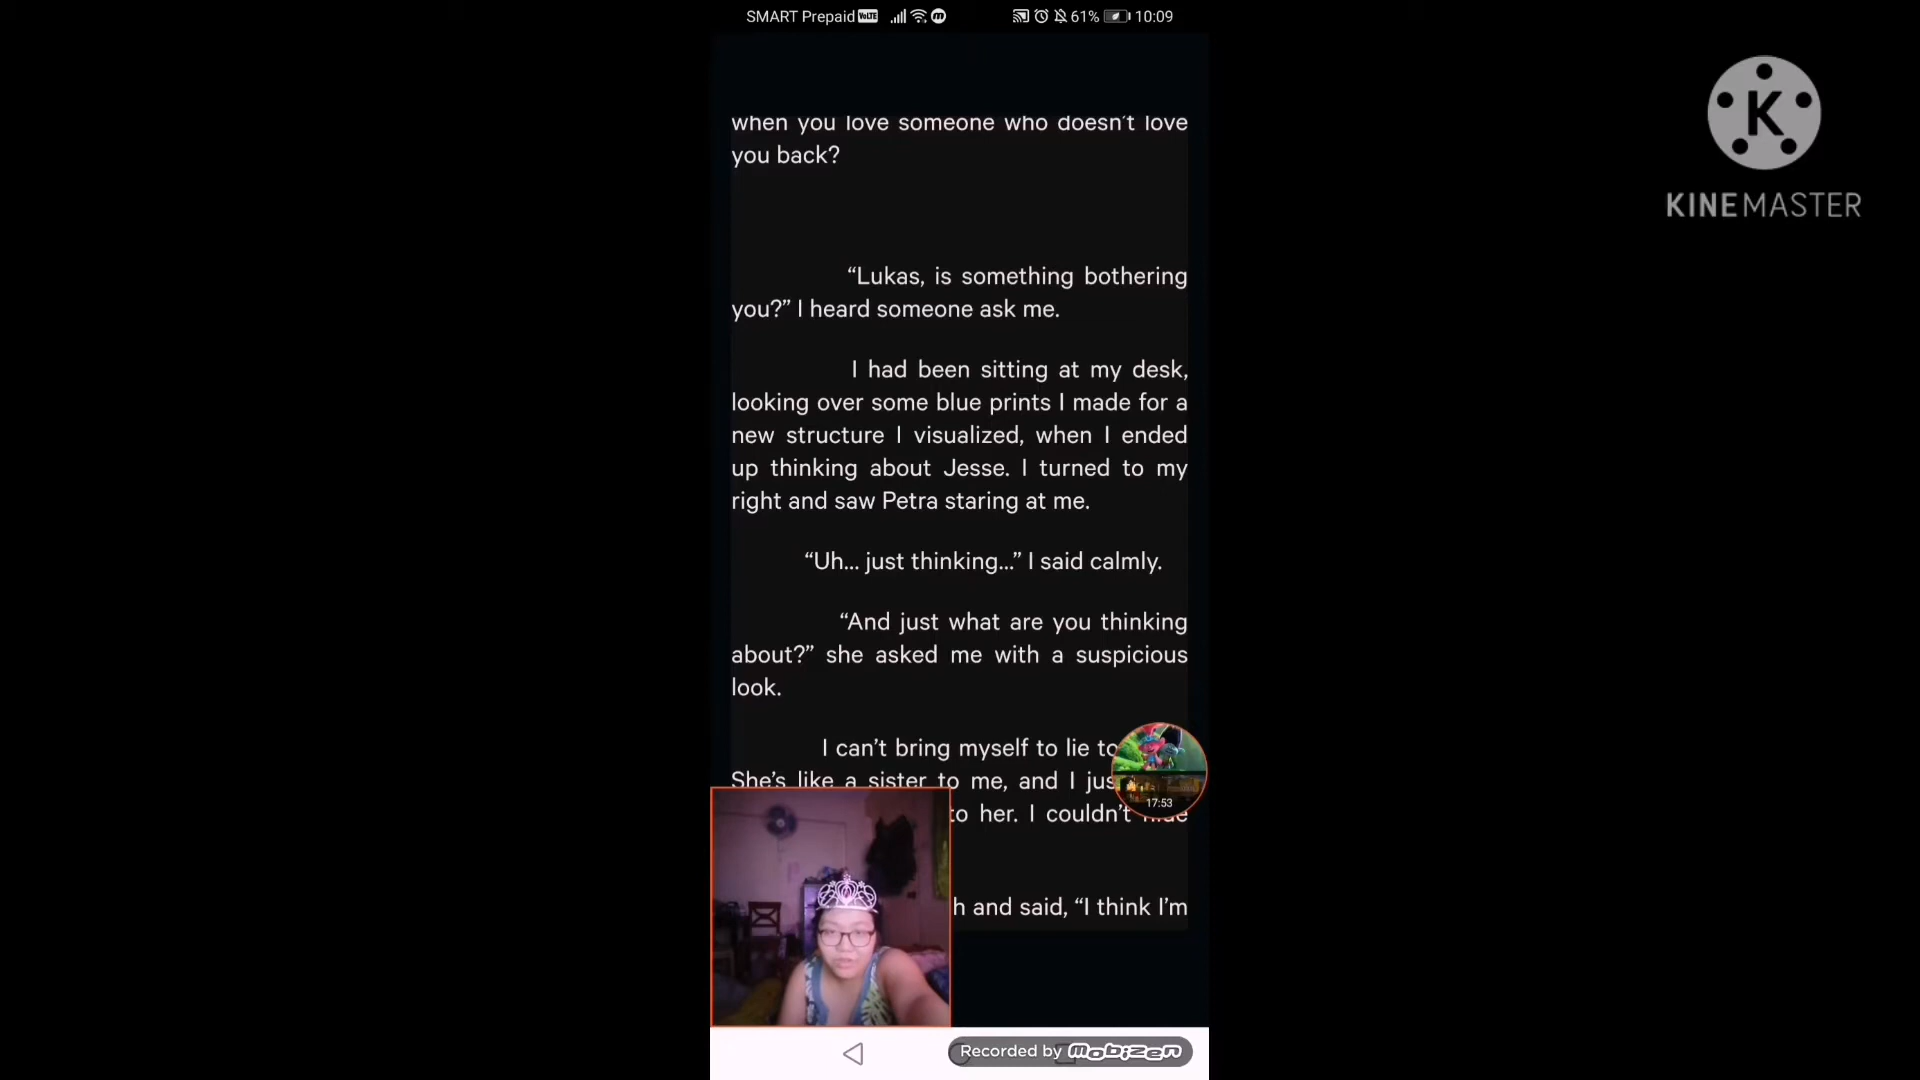 SMART Prepaid VoLTE 61% 10:09
when you love someone who doesn't love
you back?
“Lukas, is something bothering
you?” I heard someone ask me.
I had been sitting at my desk,
looking over some blue prints I made for a
new structure I visualized, when I ended
up thinking about Jesse. I turned to my
right and saw Petra staring at me.
“Uh... just thinking...” I said calmly.
“And just what are you thinking
about?” she asked me with a suspicious
look.
I can’t bring myself to lie to
She’s like a sister to me, and I
to her. I couldn’t
and said, “I think I’m
17:53
Recorded by mobizen
K
KINEMASTER